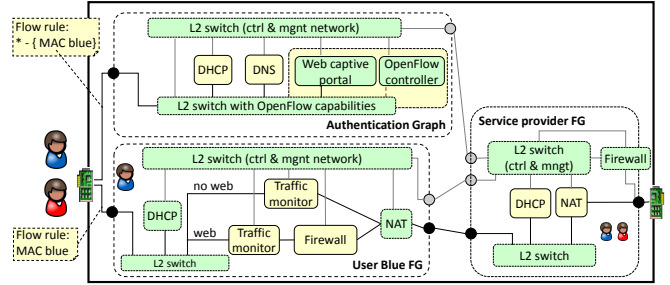 Flow rule:
* - { MAC blue}
L2 switch (ctrl & mgnt network)
DHCP
DNS
Web captive
portal
OpenFlow
controller
L2 switch with OpenFlow capabilities
Authentication Graph
Service provider FG
L2 switch (ctrl & mgnt network)
L2 switch
(ctrl & mngt)
Firewall
no web
Traffic
monitor
DHCP
NAT
DHCP
NAT
web
Traffic
monitor
Firewall
Flow rule:
MAC blue
L2 switch
User Blue FG
L2 switch